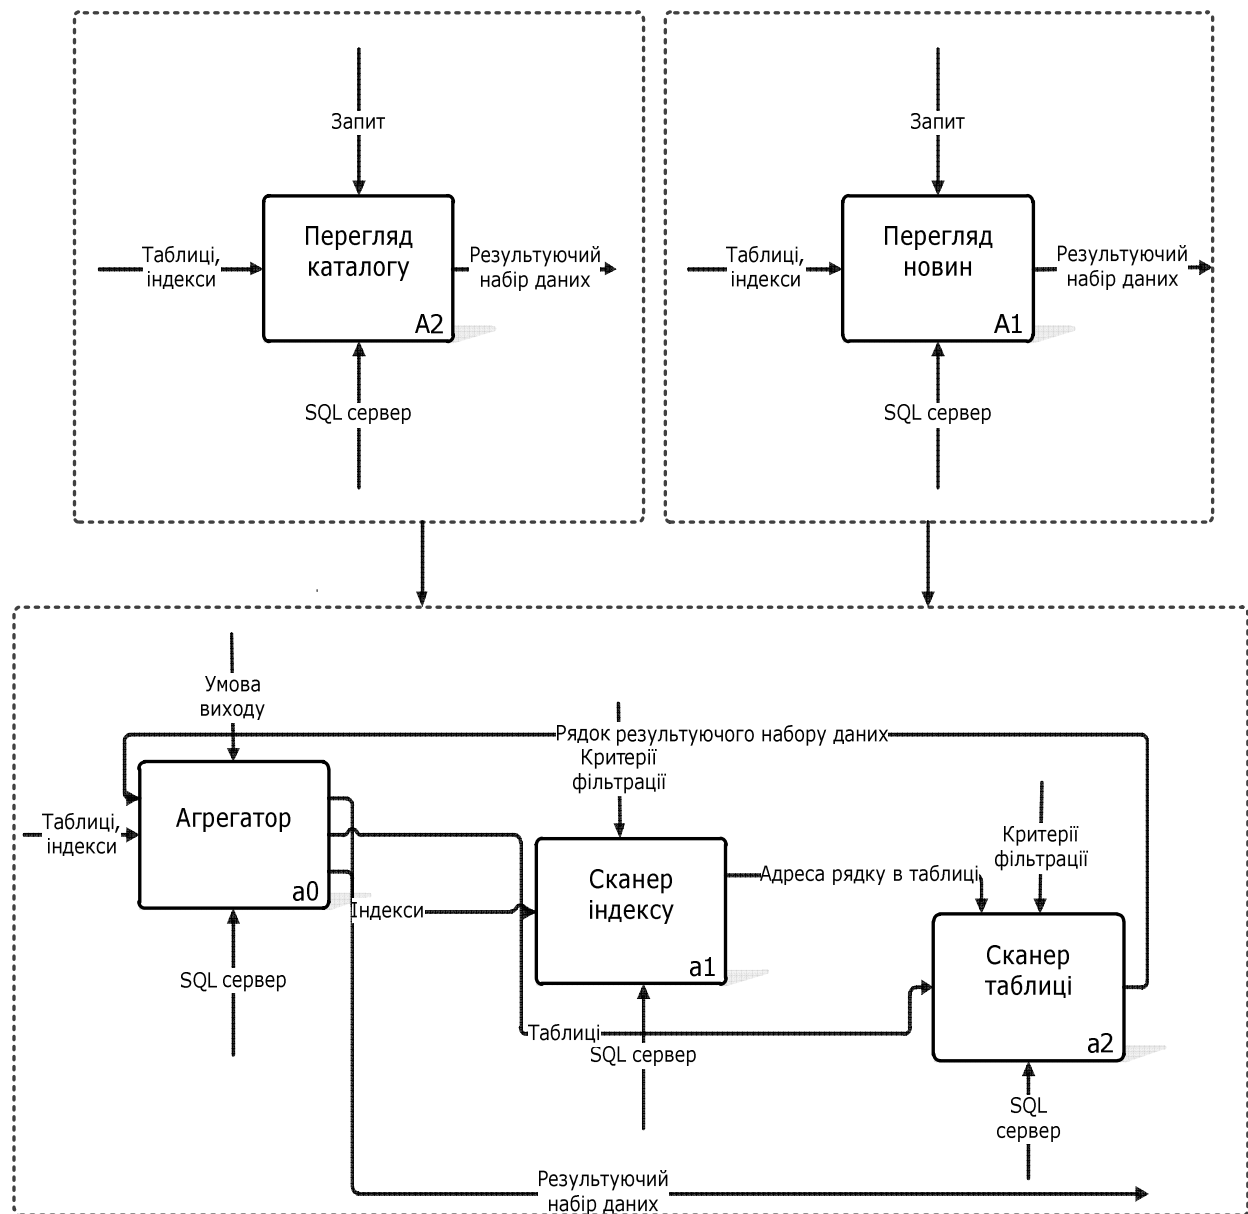 Запит
Перегляд
каталогу
A2
Таблиці,
індекси
Результуючий
набір даних
SQL сервер
Запит
Перегляд
новин
A1
Таблиці,
індекси
Результуючий
набір даних
SQL сервер
Умова
виходу
Рядок результуючого набору даних
Критерії
фільтрації
Таблиці,
індекси
Агрегатор
a0
SQL сервер
Індекси
Сканер
індексу
a1
Адреса рядку в таблиці
Критерії
фільтрації
Сканер
таблиці
a2
Таблиці
SQL сервер
SQL
сервер
Результуючий
набір даних